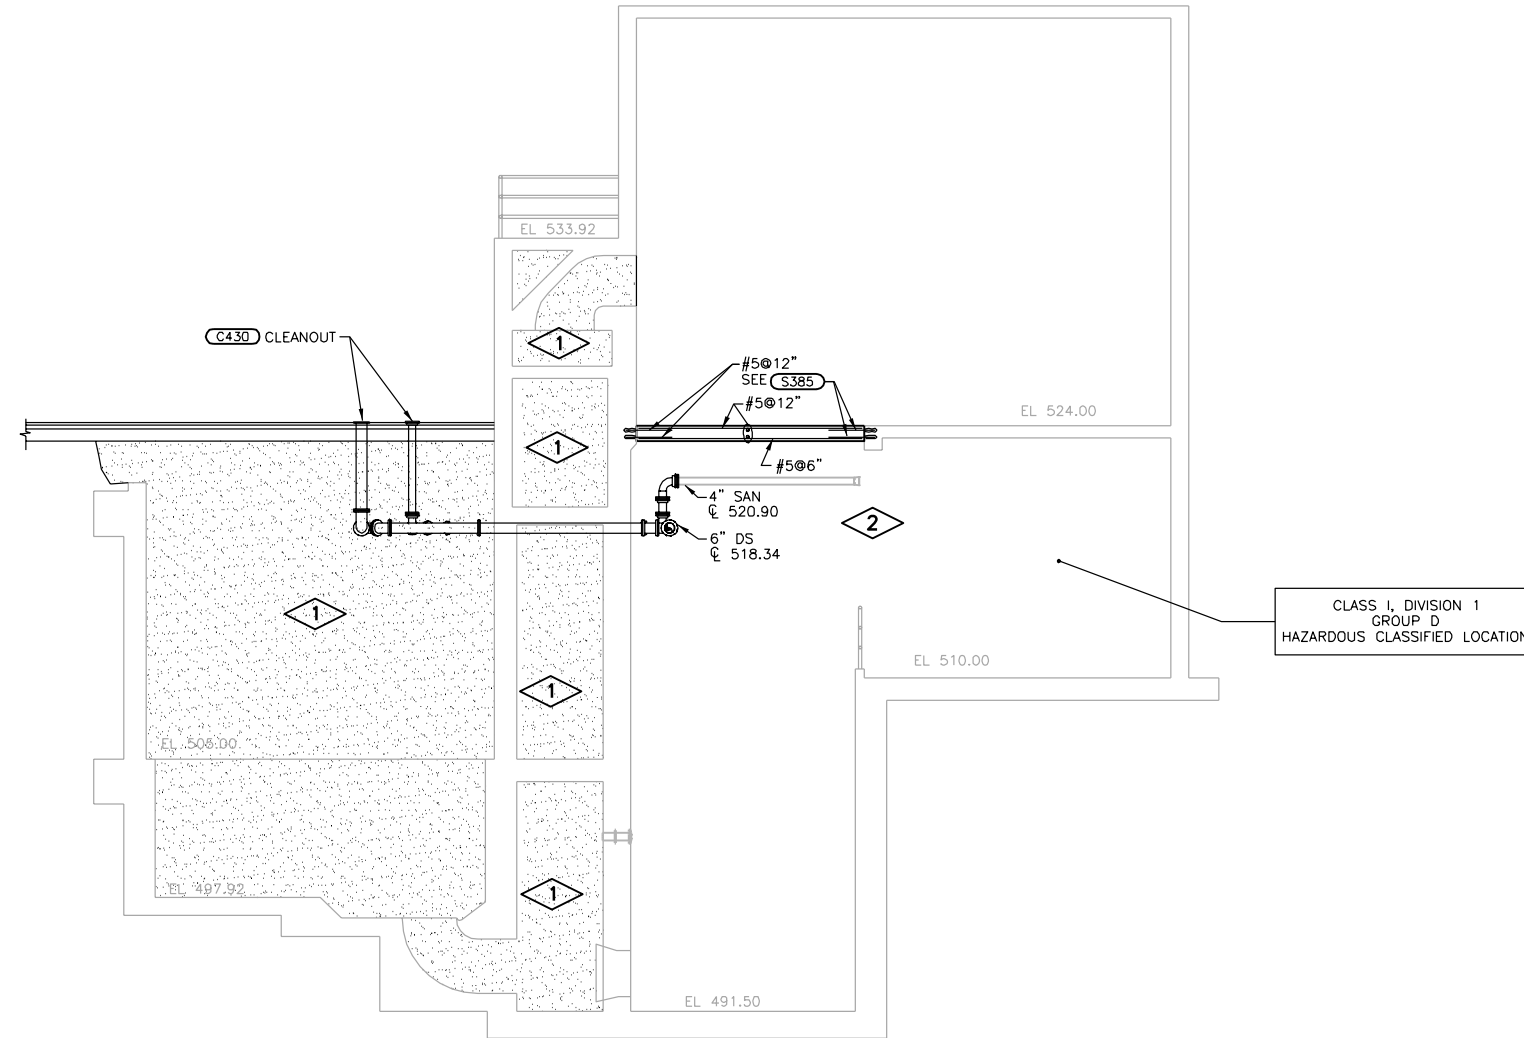 EL 533.92
C430 CLEANOUT
1
#5@12"
SEE S385
#5@12"
EL 524.00
1
#5@6"
4" SAN
℄ 520.90
2
6" DS
℄ 518.34
1
CLASS I, DIVISION 1
GROUP D
HAZARDOUS CLASSIFIED LOCATION
EL 510.00
1
EL 505.00
EL 497.92
1
EL 491.50